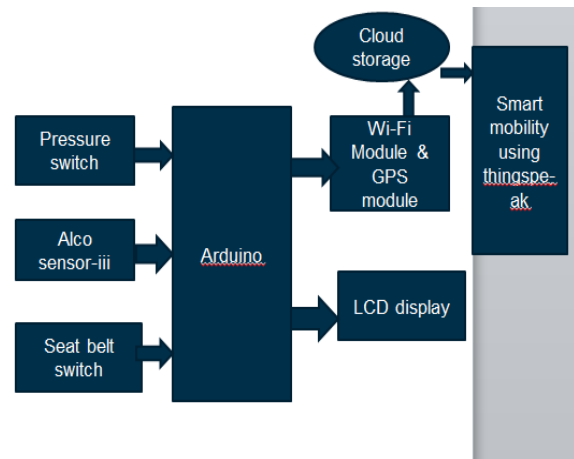 Cloud
storage
Pressure
switch
Alco
sensor-iii
Seat belt
switch
Arduino
Wi-Fi
Module &
GPS
module
LCD display
Smart
mobility
using
thingspe-
ak